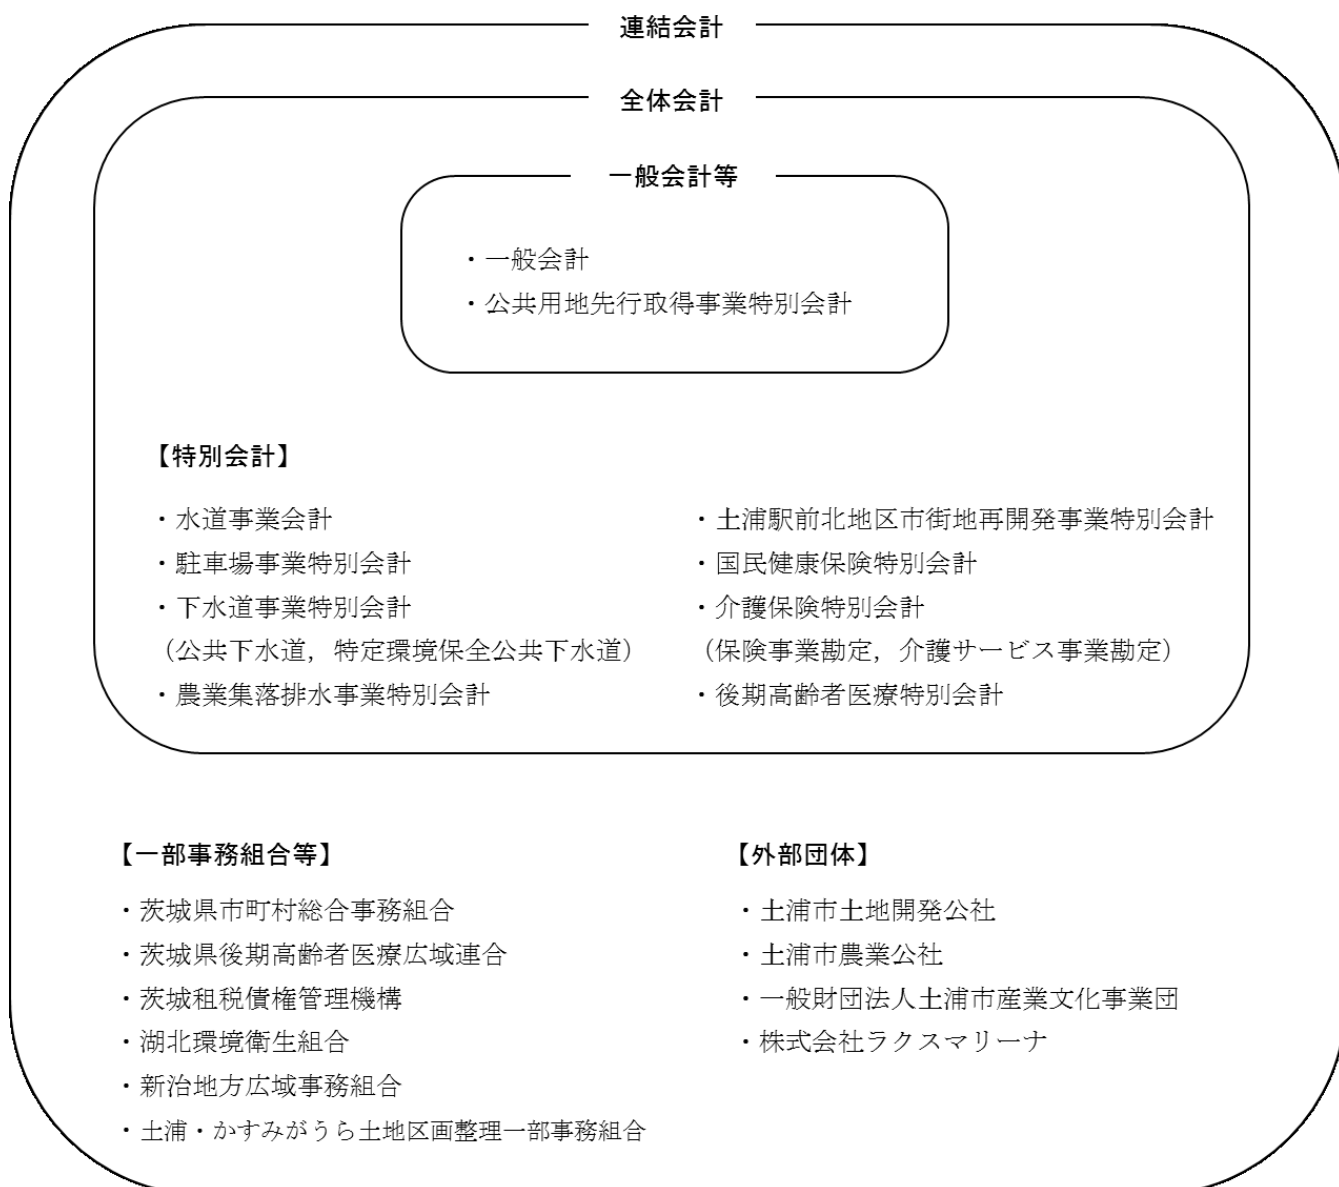 連結会計
全体会計
一般会計等
・一般会計
・公共用地先行取得事業特別会計
【特別会計】
・水道事業会計
・駐車場事業特別会計
・下水道事業特別会計
（公共下水道，特定環境保全公共下水道）
・農業集落排水事業特別会計
・土浦駅前北地区市街地再開発事業特別会計
・国民健康保険特別会計
・介護保険特別会計
（保険事業勘定，介護サービス事業勘定）
・後期高齢者医療特別会計
【一部事務組合等】
・茨城県市町村総合事務組合
・茨城県後期高齢者医療広域連合
・茨城租税債権管理機構
・湖北環境衛生組合
・新治地方広域事務組合
・土浦・かすみがうら土地区画整理一部事務組合
【外部団体】
・土浦市土地開発公社
・土浦市農業公社
・一般財団法人土浦市産業文化事業団
・株式会社ラクスマリーナ